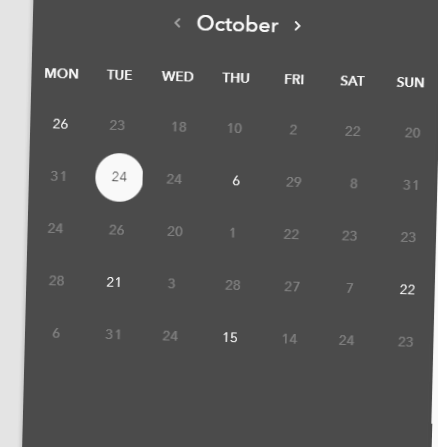 ‹ October ›
MON TUE WED THU FRI SAT SUN
26 23 18 10 2 22 20
31 24 24 6 29 8 31
24 26 20 1 22 23 23
28 21 3 28 27 7 22
6 31 24 15 14 24 23